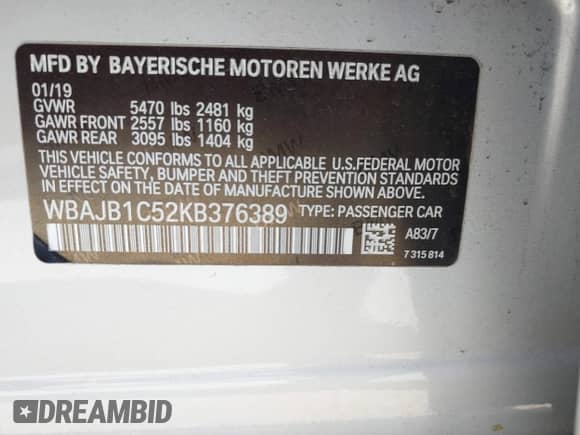 MFD BY BAYERISCHE MOTOREN WERKE AG
01/19
GVWR 5470 lbs 2481 kg
GAWR FRONT 2557 lbs 1160 kg
GAWR REAR 3095 lbs 1404 kg
THIS VEHICLE CONFORMS TO ALL APPLICABLE U.S.FEDERAL MOTOR
VEHICLE SAFETY, BUMPER AND THEFT PREVENTION STANDARDS
IN EFFECT ON THE DATE OF MANUFACTURE SHOWN ABOVE.
WBAJB1C52KB376389 TYPE: PASSENGER CAR
A83/7
7 315 814
DREAMBID